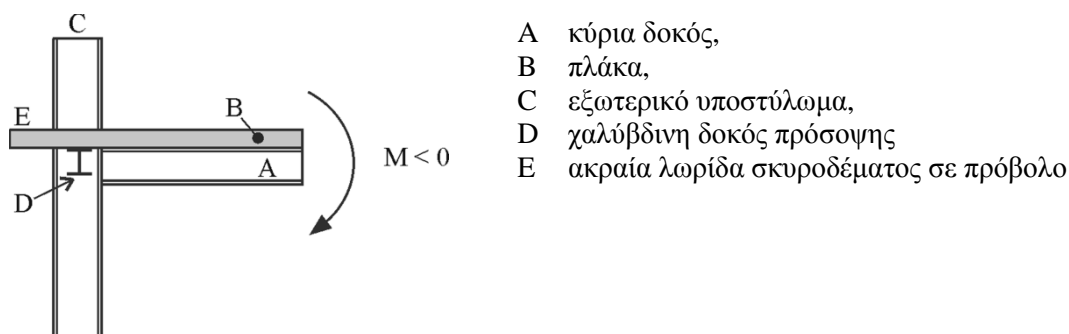 C
E
B
A
D
M < 0
A κύρια δοκός,
B πλάκα,
C εξωτερικό υποστύλωμα,
D χαλύβδινη δοκός πρόσοψης
E ακραία λωρίδα σκυροδέματος σε πρόβολο